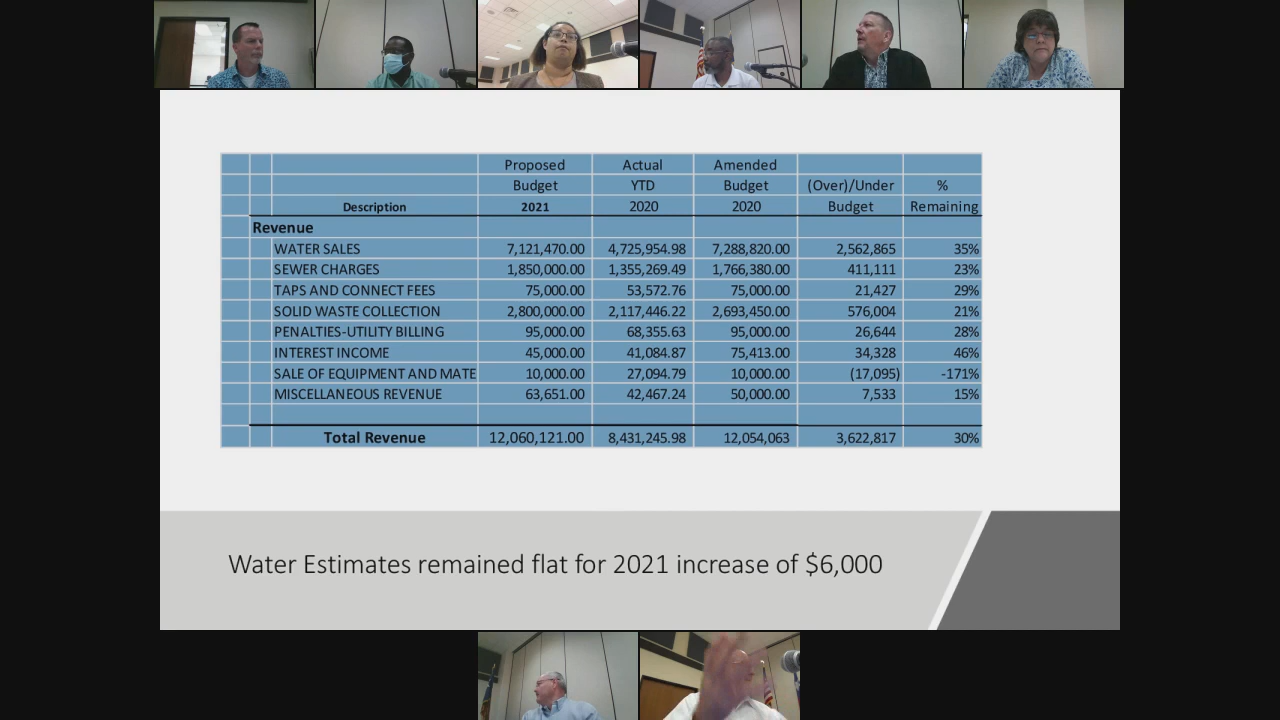 Proposed Actual Amended
Budget YTD Budget (Over)/Under %
Description 2021 2020 2020 Budget Remaining
Revenue
WATER SALES 7,121,470.00 4,725,954.98 7,288,820.00 2,562,865 35%
SEWER CHARGES 1,850,000.00 1,355,269.49 1,766,380.00 411,111 23%
TAPS AND CONNECT FEES 75,000.00 53,572.76 75,000.00 21,427 29%
SOLID WASTE COLLECTION 2,800,000.00 2,117,446.22 2,693,450.00 576,004 21%
PENALTIES-UTILITY BILLING 95,000.00 68,355.63 95,000.00 26,644 28%
INTEREST INCOME 45,000.00 41,084.87 75,413.00 34,328 46%
SALE OF EQUIPMENT AND MATE 10,000.00 27,094.79 10,000.00 (17,095) -171%
MISCELLANEOUS REVENUE 63,651.00 42,467.24 50,000.00 7,533 15%
Total Revenue 12,060,121.00 8,431,245.98 12,054,063 3,622,817 30%
Water Estimates remained flat for 2021 increase of $6,000